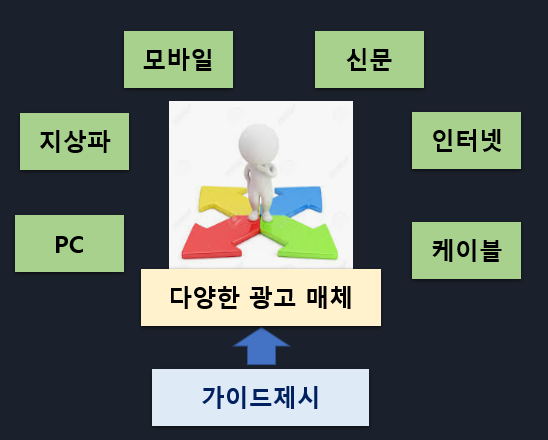 모바일
신문
지상파
인터넷
PC
케이블
다양한 광고 매체
가이드제시